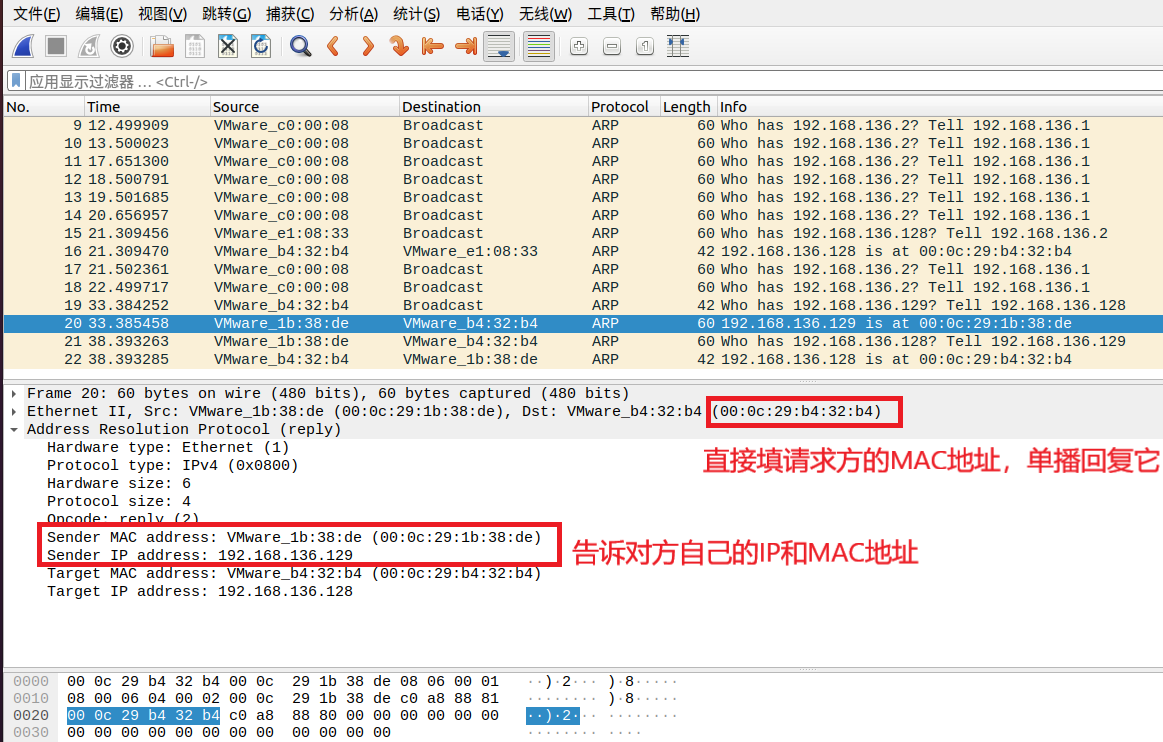 文件(F) 编辑(E) 视图(V) 跳转(G) 捕获(C) 分析(A) 统计(S) 电话(Y) 无线(W) 工具(T) 帮助(H)
应用显示过滤器 … <Ctrl-/>
No. Time Source Destination Protocol Length Info
9 12.499909 VMware_c0:00:08 Broadcast ARP 60 Who has 192.168.136.2? Tell 192.168.136.1
10 13.500023 VMware_c0:00:08 Broadcast ARP 60 Who has 192.168.136.2? Tell 192.168.136.1
11 17.651300 VMware_c0:00:08 Broadcast ARP 60 Who has 192.168.136.2? Tell 192.168.136.1
12 18.500791 VMware_c0:00:08 Broadcast ARP 60 Who has 192.168.136.2? Tell 192.168.136.1
13 19.501685 VMware_c0:00:08 Broadcast ARP 60 Who has 192.168.136.2? Tell 192.168.136.1
14 20.656957 VMware_c0:00:08 Broadcast ARP 60 Who has 192.168.136.2? Tell 192.168.136.1
15 21.309456 VMware_e1:08:33 Broadcast ARP 60 Who has 192.168.136.128? Tell 192.168.136.2
16 21.309470 VMware_b4:32:b4 VMware_e1:08:33 ARP 42 192.168.136.128 is at 00:0c:29:b4:32:b4
17 21.502361 VMware_c0:00:08 Broadcast ARP 60 Who has 192.168.136.2? Tell 192.168.136.1
18 22.499717 VMware_c0:00:08 Broadcast ARP 60 Who has 192.168.136.2? Tell 192.168.136.1
19 33.384252 VMware_b4:32:b4 Broadcast ARP 42 Who has 192.168.136.129? Tell 192.168.136.128
20 33.385458 VMware_1b:38:de VMware_b4:32:b4 ARP 60 192.168.136.129 is at 00:0c:29:1b:38:de
21 38.393263 VMware_1b:38:de VMware_b4:32:b4 ARP 60 Who has 192.168.136.128? Tell 192.168.136.129
22 38.393285 VMware_b4:32:b4 VMware_1b:38:de ARP 42 192.168.136.128 is at 00:0c:29:b4:32:b4
Frame 20: 60 bytes on wire (480 bits), 60 bytes captured (480 bits)
Ethernet II, Src: VMware_1b:38:de (00:0c:29:1b:38:de), Dst: VMware_b4:32:b4 (00:0c:29:b4:32:b4)
Address Resolution Protocol (reply)
Hardware type: Ethernet (1)
Protocol type: IPv4 (0x0800)
直接填请求方的MAC地址，单播回复它
Hardware size: 6
Protocol size: 4
Opcode: reply (2)
Sender MAC address: VMware_1b:38:de (00:0c:29:1b:38:de)
Sender IP address: 192.168.136.129
告诉对方自己的IP和MAC地址
Target MAC address: VMware_b4:32:b4 (00:0c:29:b4:32:b4)
Target IP address: 192.168.136.128
0000 00 0c 29 b4 32 b4 00 0c 29 1b 38 de 08 06 00 01 ··)·2··· )·8·····
0010 08 00 06 04 00 02 00 0c 29 1b 38 de c0 a8 88 81 ········ )·8·····
0020 00 0c 29 b4 32 b4 c0 a8 88 80 00 00 00 00 00 00 ··)·2··· ········
0030 00 00 00 00 00 00 00 00 00 00 00 00 ········ ····